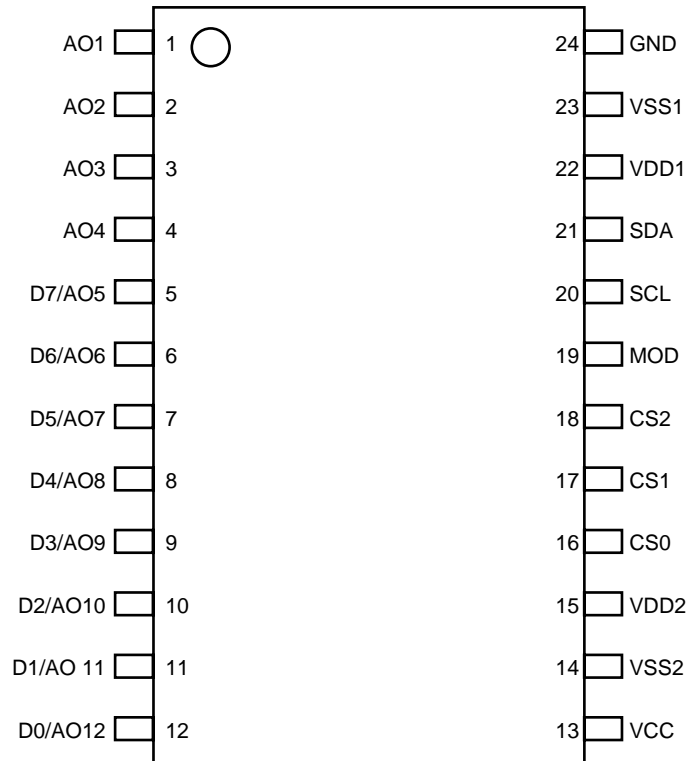 AO1 1 24 GND
AO2 2 23 VSS1
AO3 3 22 VDD1
AO4 4 21 SDA
D7/AO5 5 20 SCL
D6/AO6 6 19 MOD
D5/AO7 7 18 CS2
D4/AO8 8 17 CS1
D3/AO9 9 16 CS0
D2/AO10 10 15 VDD2
D1/AO 11 11 14 VSS2
D0/AO12 12 13 VCC